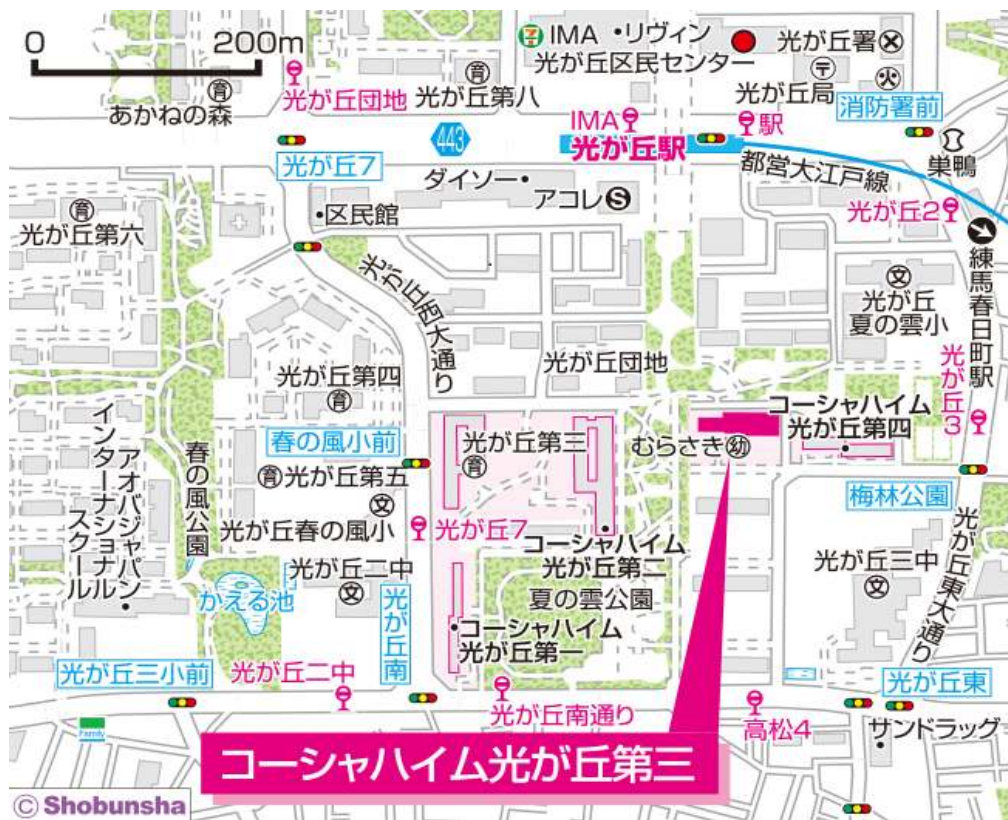 0 200m
IMA ・リヴィン
光が丘区民センター
光が丘署
光が丘局
〒
火
消防署前
育
あかねの森
光が丘団地
育
光が丘第八
IMA
駅
光が丘駅
443
光が丘7
巣鴨
都営大江戸線
ダイソー・
アコレ
S
・区民館
光が丘2
育
光が丘第六
光が丘西大通り
文
光が丘
夏の雲小
練馬春日町駅
光が丘団地
光が丘3
光が丘第四
育
春の風小前
光が丘第三
育
むらさき幼
コーシャハイム
光が丘第四
アオバジャパン
インターナショナル
スクール
春の風公園
育光が丘第五
文
光が丘春の風小
光が丘7
梅林公園
コーシャハイム
光が丘第二
光が丘二中
文
光が丘三中
文
かえる池
夏の雲公園
光が丘東大通り
光が丘南
・コーシャハイム
光が丘第一
光が丘三小前
光が丘二中
光が丘東
光が丘南通り
高松4
サンドラッグ
Family
コーシャハイム光が丘第三
© Shobunsha